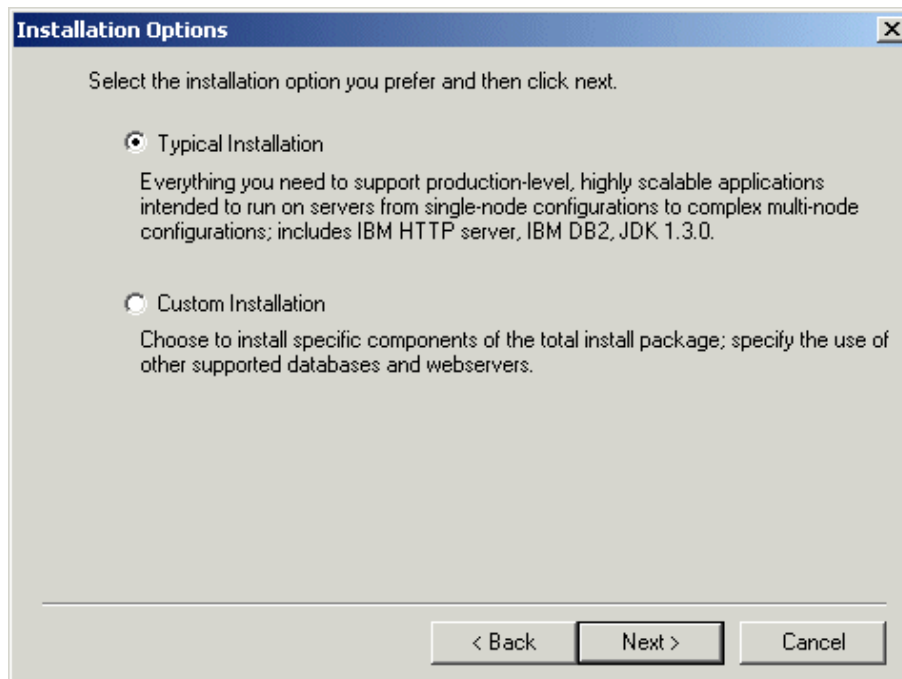 Installation Options
Select the installation option you prefer and then click next.
Typical Installation
Everything you need to support production-level, highly scalable applications
intended to run on servers from single-node configurations to complex multi-node
configurations; includes IBM HTTP server, IBM DB2, JDK 1.3.0.
Custom Installation
Choose to install specific components of the total install package; specify the use of
other supported databases and webservers.
< Back
Next >
Cancel